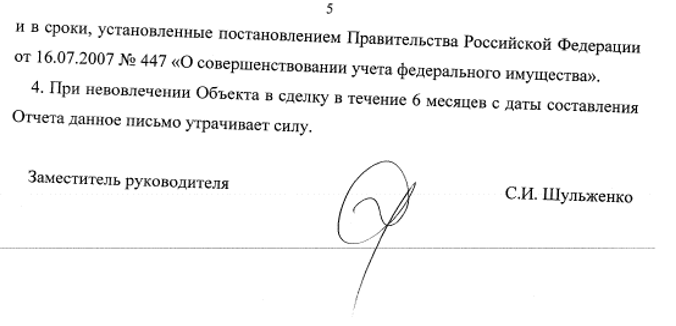 5
и в сроки, установленные постановлением Правительства Российской Федерации
от 16.07.2007 № 447 «О совершенствовании учета федерального имущества».
4. При невовлечении Объекта в сделку в течение 6 месяцев с даты составления
Отчета данное письмо утрачивает силу.
Заместитель руководителя
С.И. Шульженко